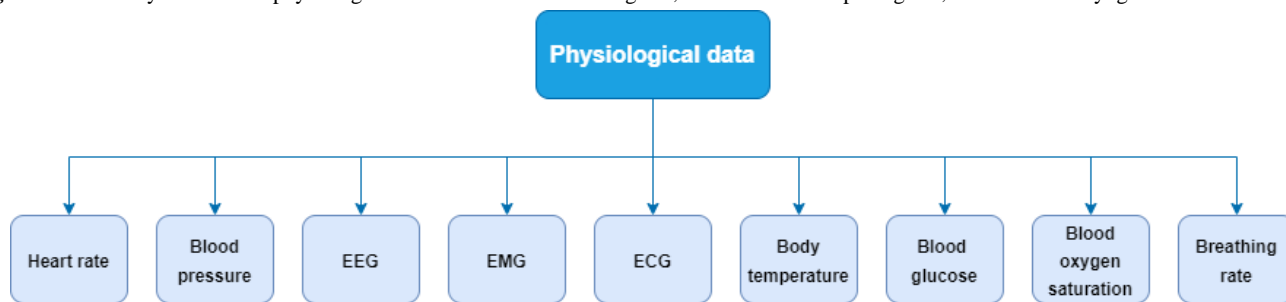 Physiological data
Heart rate
Blood
pressure
EEG
EMG
ECG
Body
temperature
Blood
glucose
Blood
oxygen
saturation
Breathing
rate